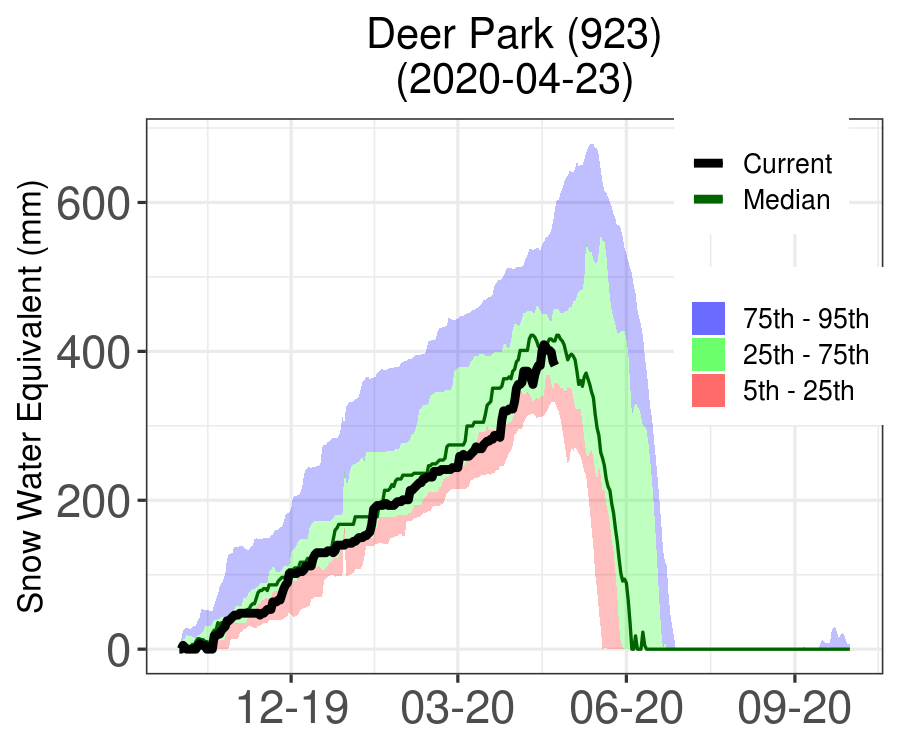 Deer Park (923)
(2020-04-23)
Snow Water Equivalent (mm)
600
400
200
0
12-19
03-20
06-20
09-20
Current
Median
75th - 95th
25th - 75th
5th - 25th